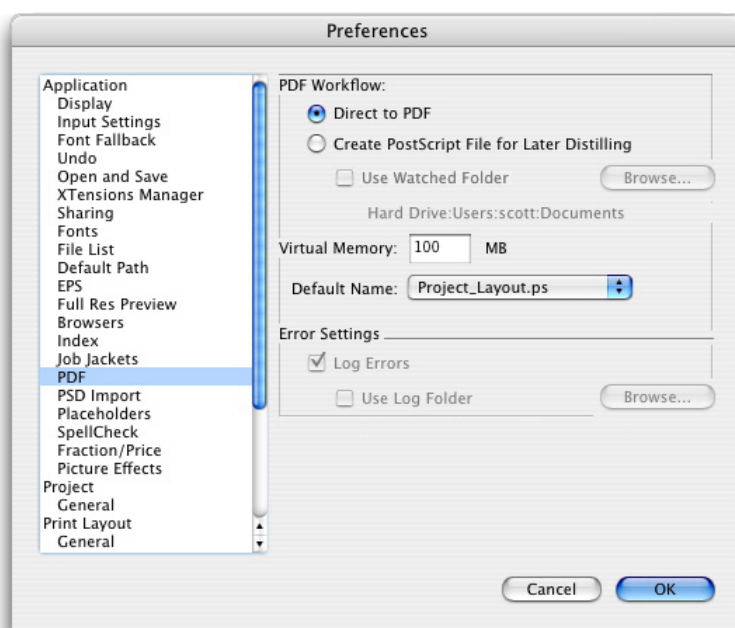 Preferences
Application
Display
Input Settings
Font Fallback
Undo
Open and Save
XTensions Manager
Sharing
Fonts
File List
Default Path
EPS
Full Res Preview
Browsers
Index
Job Jackets
PDF
PSD Import
Placeholders
SpellCheck
Fraction/Price
Picture Effects
Project
General
Print Layout
General
PDF Workflow:
Direct to PDF
Create PostScript File for Later Distilling
Use Watched Folder Browse...
Hard Drive:Users:scott:Documents
Virtual Memory: 100 MB
Default Name: Project_Layout.ps
Error Settings
Log Errors
Use Log Folder Browse...
Cancel OK